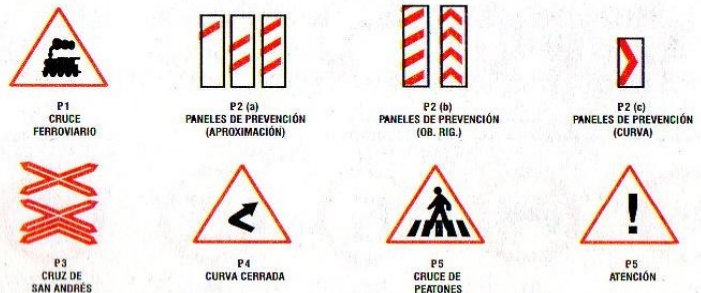 P1
CRUCE
FERROVIARIO
P2 (a)
PANELES DE PREVENCIÓN
(APROXIMACIÓN)
P2 (b)
PANELES DE PREVENCIÓN
(OB. RIG.)
P2 (c)
PANELES DE PREVENCIÓN
(CURVA)
P3
CRUZ DE
SAN ANDRÉS
P4
CURVA CERRADA
P5
CRUCE DE
PEATONES
!
P5
ATENCIÓN